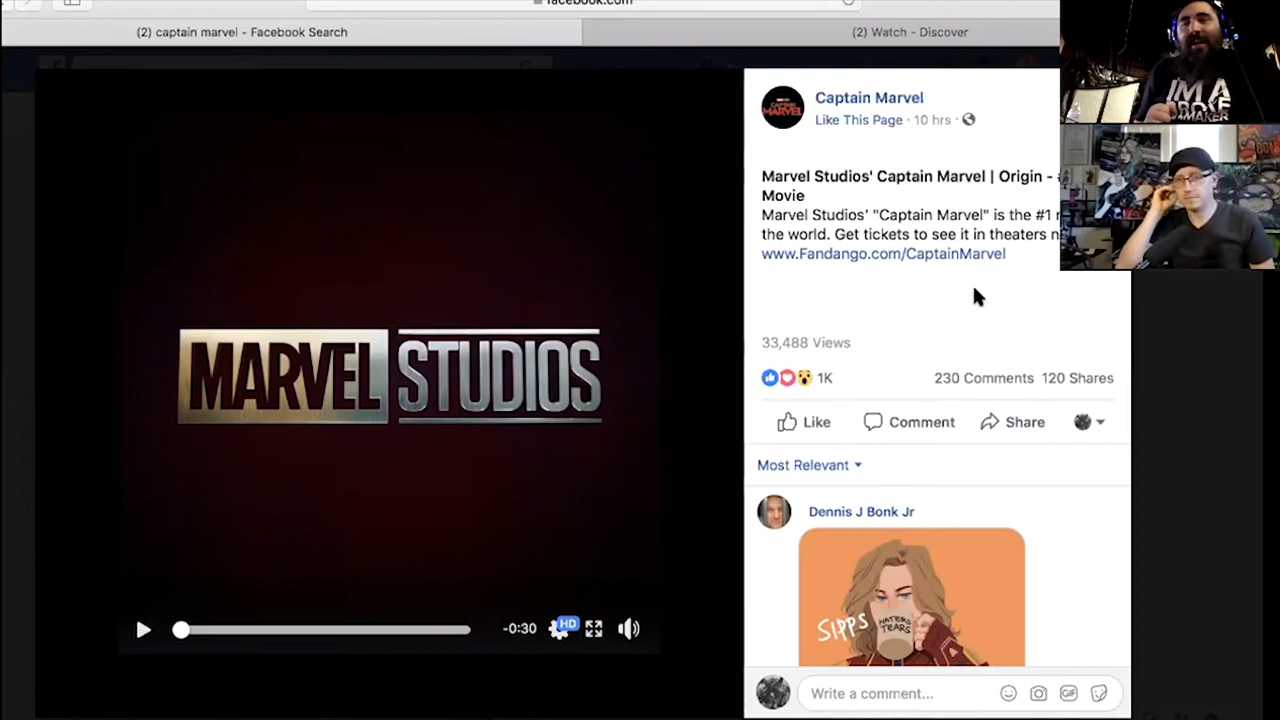 facebook.com
(2) captain marvel - Facebook Search
(2) Watch - Discover
I'M A
BROKE
Captain Marvel
Like This Page · 10 hrs ·
Marvel Studios' Captain Marvel | Origin -
Movie
Marvel Studios' "Captain Marvel" is the #1
the world. Get tickets to see it in theaters
www.Fandango.com/CaptainMarvel
MARVEL STUDIOS
33,488 Views
1K
230 Comments 120 Shares
Like
Comment
Share
Most Relevant
Dennis J Bonk Jr
SIPPS
HATERS
TEARS
-0:30
HD
Write a comment...
GIF